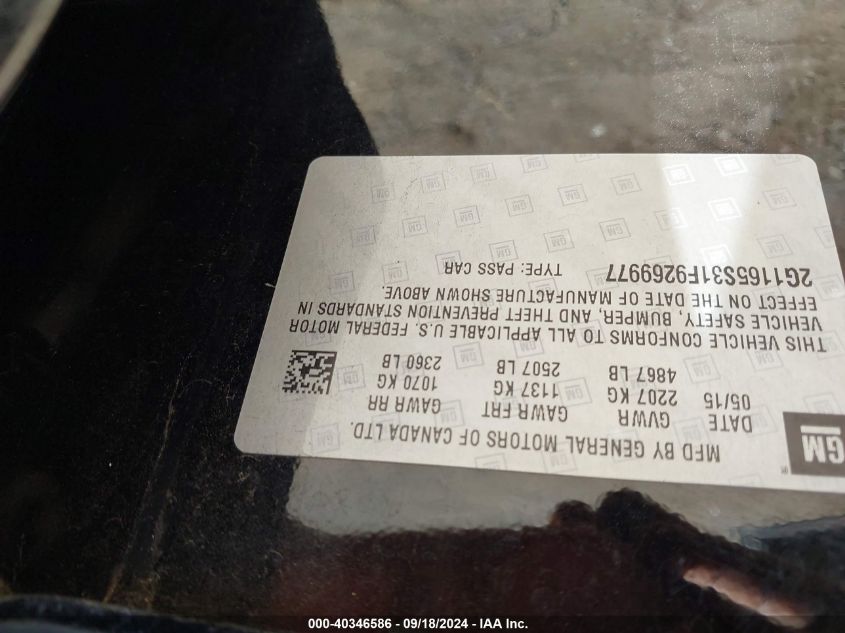 GM
MFD BY GENERAL MOTORS OF CANADA LTD.
DATE GVWR GAWR FRT GAWR RR
05/15 2207 KG 1137 KG 1070 KG
4867 LB 2507 LB 2360 LB
THIS VEHICLE CONFORMS TO ALL APPLICABLE U.S. FEDERAL MOTOR
VEHICLE SAFETY, BUMPER, AND THEFT PREVENTION STANDARDS IN
EFFECT ON THE DATE OF MANUFACTURE SHOWN ABOVE.
2G1165S31F9269977 TYPE: PASS CAR
000-40346586 - 09/18/2024 - IAA Inc.